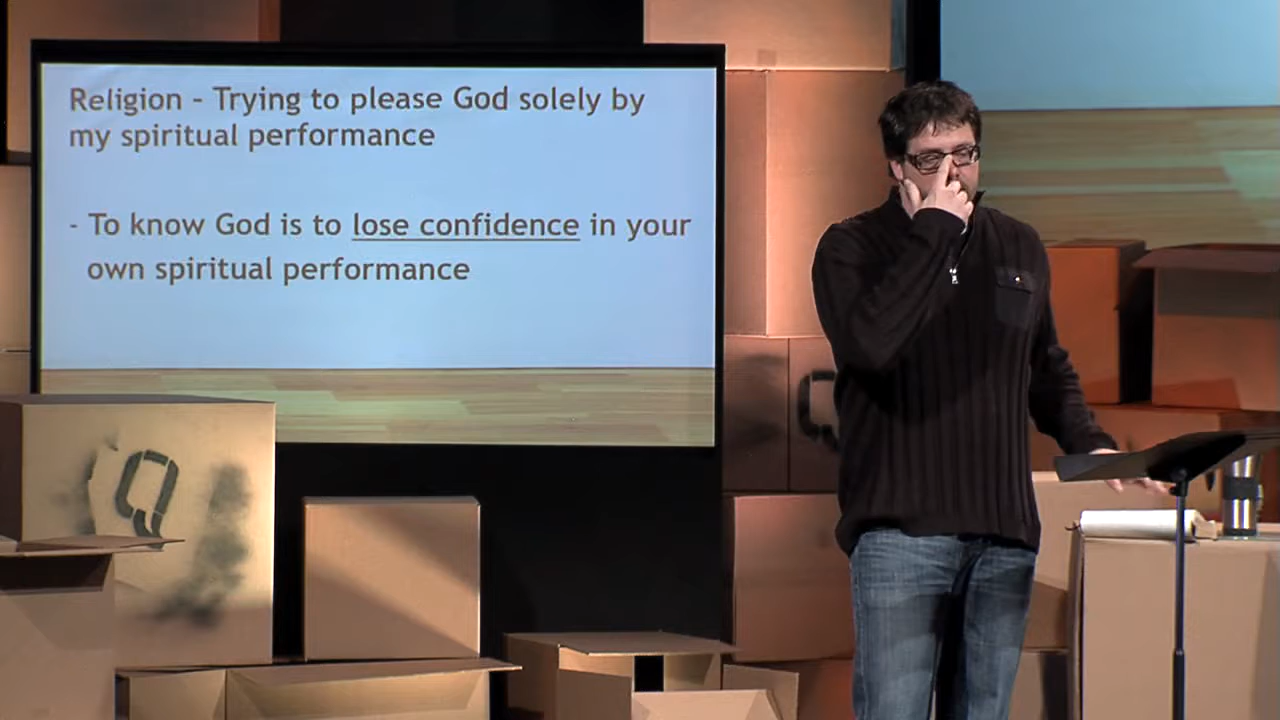 Religion - Trying to please God solely by
my spiritual performance
- To know God is to lose confidence in your
own spiritual performance
Q